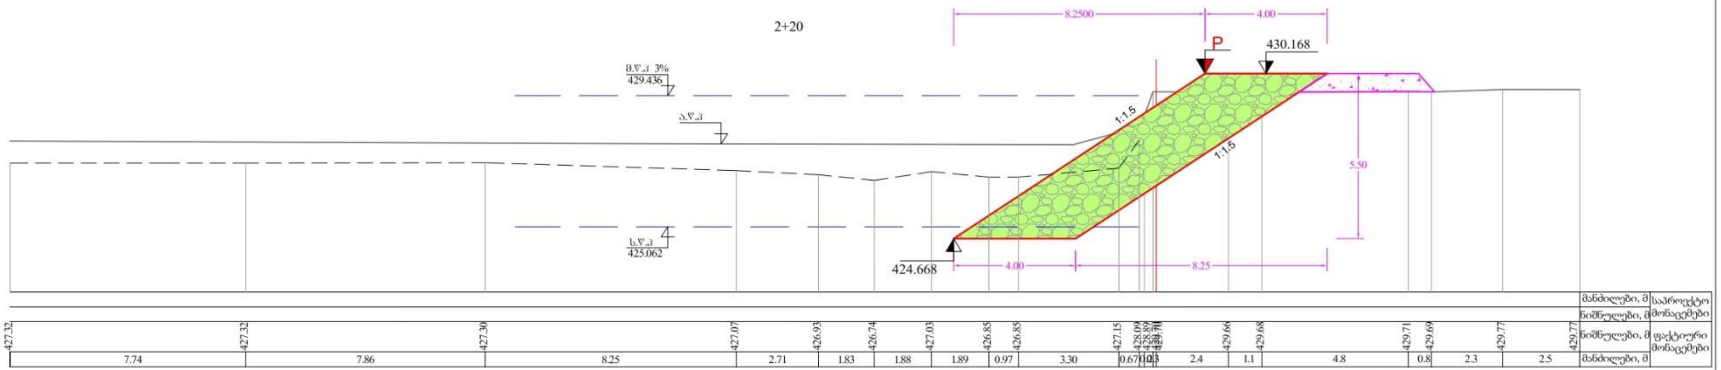 2+20
8.2500
4.00
P
430.168
მ.წ.ჰ 3%
429.436
ა.წ.ჰ
1:1.5
1:1.5
5.50
ს.წ.ჰ
425.062
424.668
4.00
8.25
მანძილები, მ
ნიშნულები, მ
საპროექტო მონაცემები
427.32 427.32 427.30 427.07 426.93 426.74 427.03 426.85 426.85 427.15 428.09 429.66 429.68 429.71 429.69 429.77 429.77
ნიშნულები, მ
ფაქტიური მონაცემები
7.74 7.86 8.25 2.71 1.83 1.88 1.89 0.97 3.30 0.67 2.4 1.1 4.8 0.8 2.3 2.5
მანძილები, მ